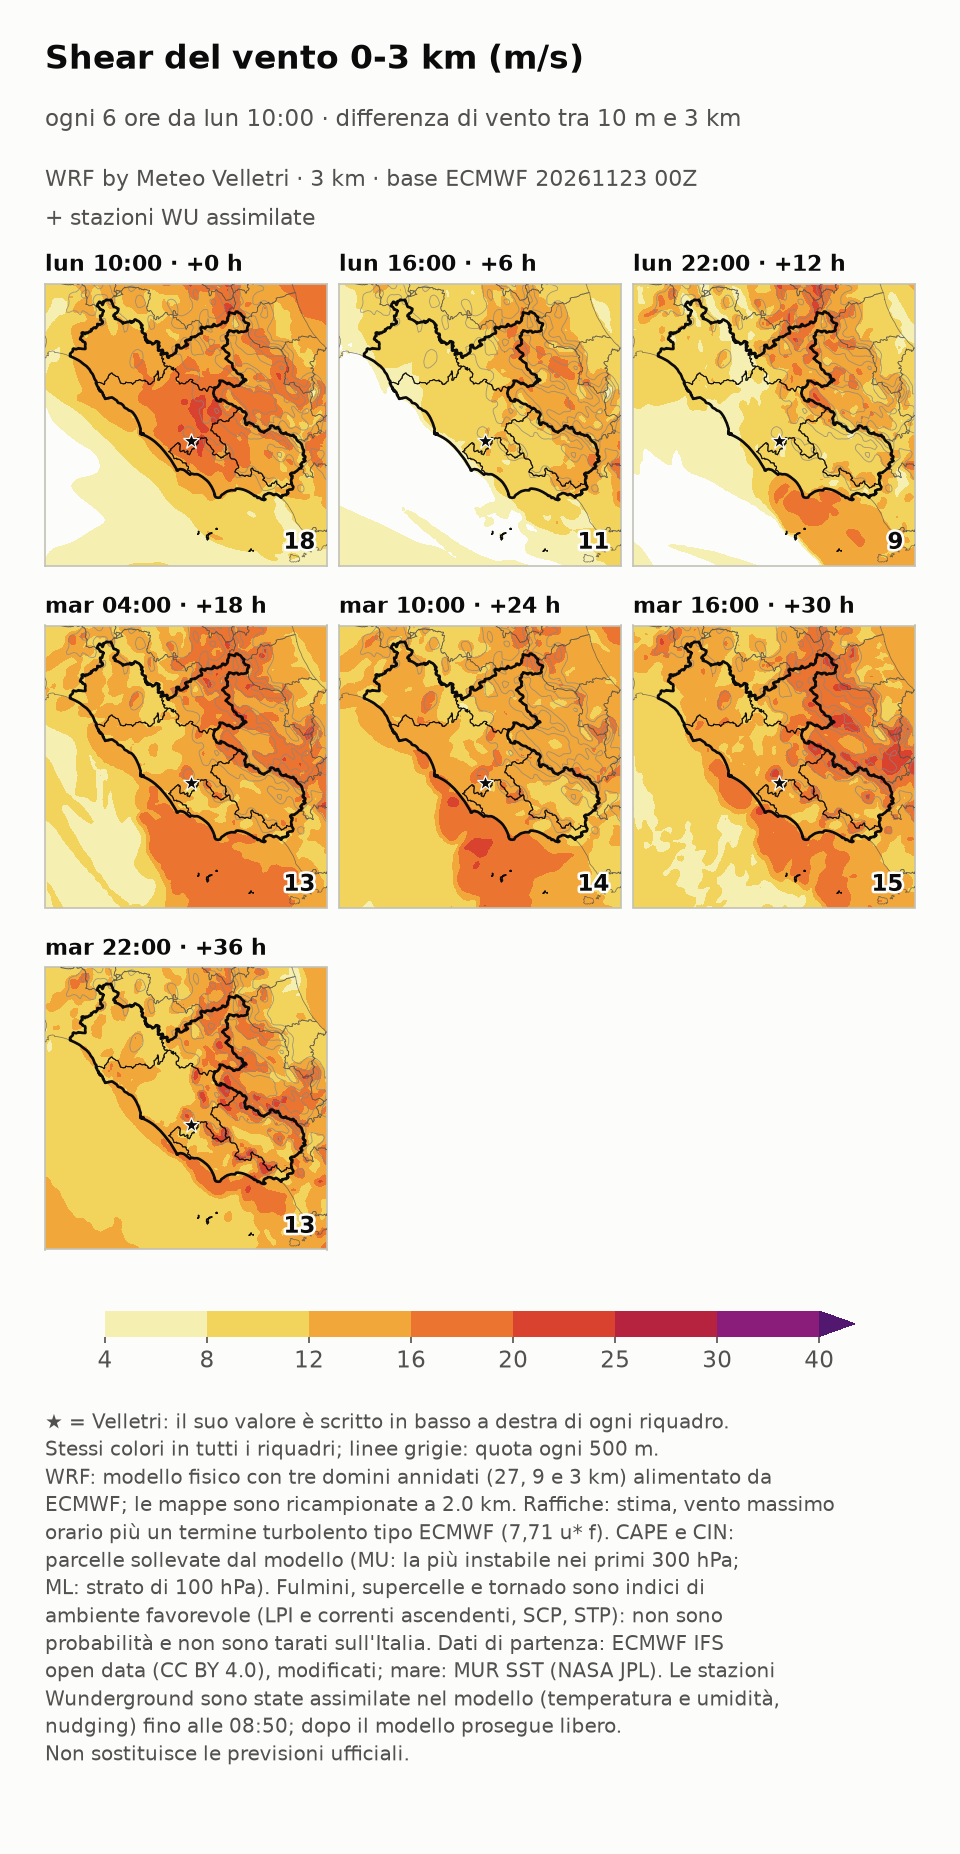 Shear del vento 0-3 km (m/s)
ogni 6 ore da lun 10:00 · differenza di vento tra 10 m e 3 km
WRF by Meteo Velletri · 3 km · base ECMWF 20261123 00Z
+ stazioni WU assimilate
lun 10:00 · +0 h
lun 16:00 · +6 h
lun 22:00 · +12 h
18
11
9
mar 04:00 · +18 h
mar 10:00 · +24 h
mar 16:00 · +30 h
13
14
15
mar 22:00 · +36 h
13
4 8 12 16 20 25 30 40
★ = Velletri: il suo valore è scritto in basso a destra di ogni riquadro.
Stessi colori in tutti i riquadri; linee grigie: quota ogni 500 m.
WRF: modello fisico con tre domini annidati (27, 9 e 3 km) alimentato da
ECMWF; le mappe sono ricampionate a 2.0 km. Raffiche: stima, vento massimo
orario più un termine turbolento tipo ECMWF (7,71 u* f). CAPE e CIN:
parcelle sollevate dal modello (MU: la più instabile nei primi 300 hPa;
ML: strato di 100 hPa). Fulmini, supercelle e tornado sono indici di
ambiente favorevole (LPI e correnti ascendenti, SCP, STP): non sono
probabilità e non sono tarati sull'Italia. Dati di partenza: ECMWF IFS
open data (CC BY 4.0), modificati; mare: MUR SST (NASA JPL). Le stazioni
Wunderground sono state assimilate nel modello (temperatura e umidità,
nudging) fino alle 08:50; dopo il modello prosegue libero.
Non sostituisce le previsioni ufficiali.